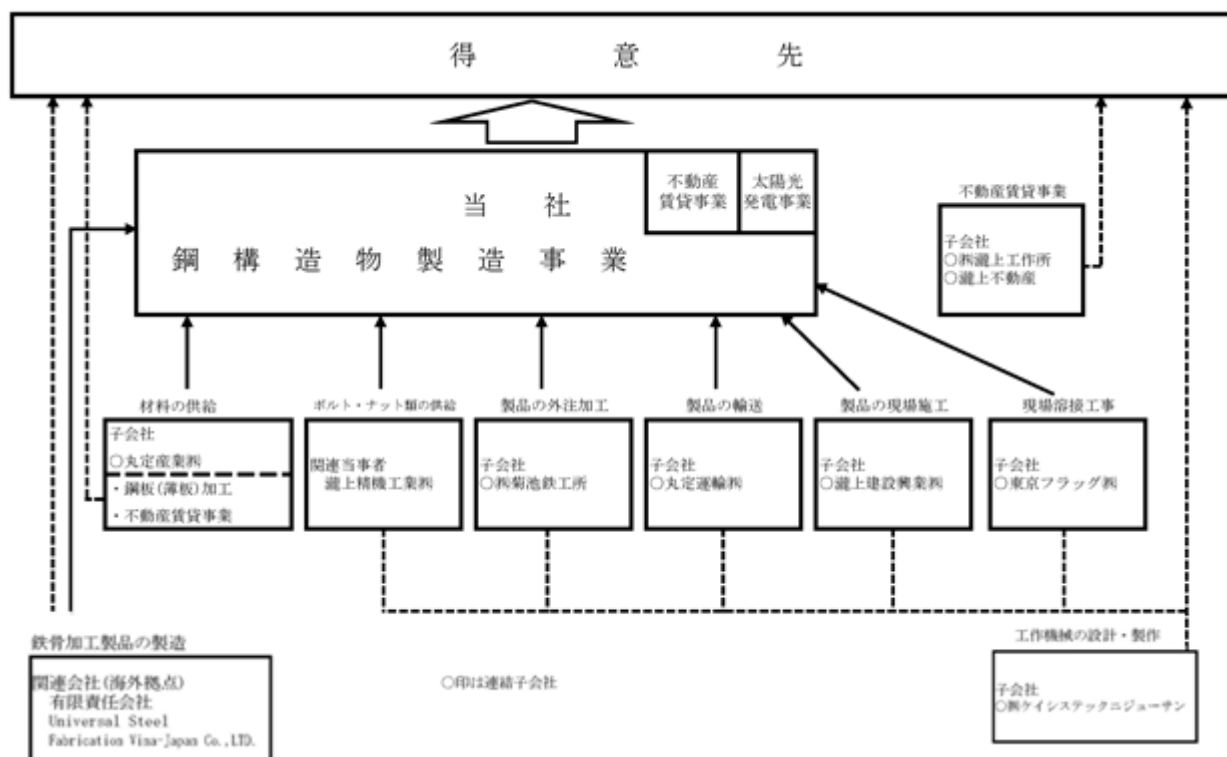 得意先
当社
鋼構造物製造事業
不動産
賃貸事業
太陽光
発電事業
不動産賃貸事業
子会社
○㈱瀧上工作所
○瀧上不動産
材料の供給
子会社
○丸定産業㈱
・鋼板(薄板)加工
・不動産賃貸事業
ボルト・ナット類の供給
関連当事者
瀧上精機工業㈱
製品の外注加工
子会社
○㈱菊池鉄工所
製品の輸送
子会社
○丸定運輸㈱
製品の現場施工
子会社
○瀧上建設興業㈱
現場溶接工事
子会社
○東京フラッグ㈱
鉄骨加工製品の製造
関連会社(海外拠点)
有限責任会社
Universal Steel
Fabrication Vina-Japan Co.,LTD.
○印は連結子会社
工作機械の設計・製作
子会社
○㈱ケイシステックニジューサン